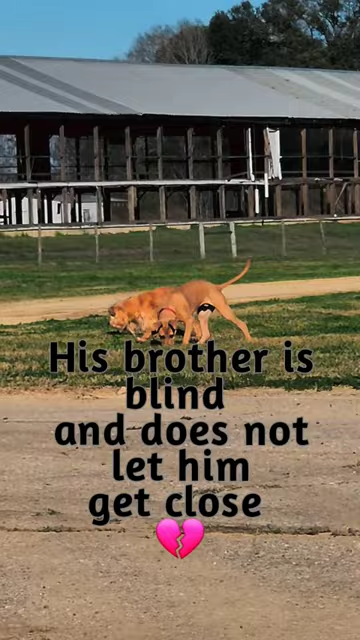 His brother is
blind
and does not
let him
get close
💔